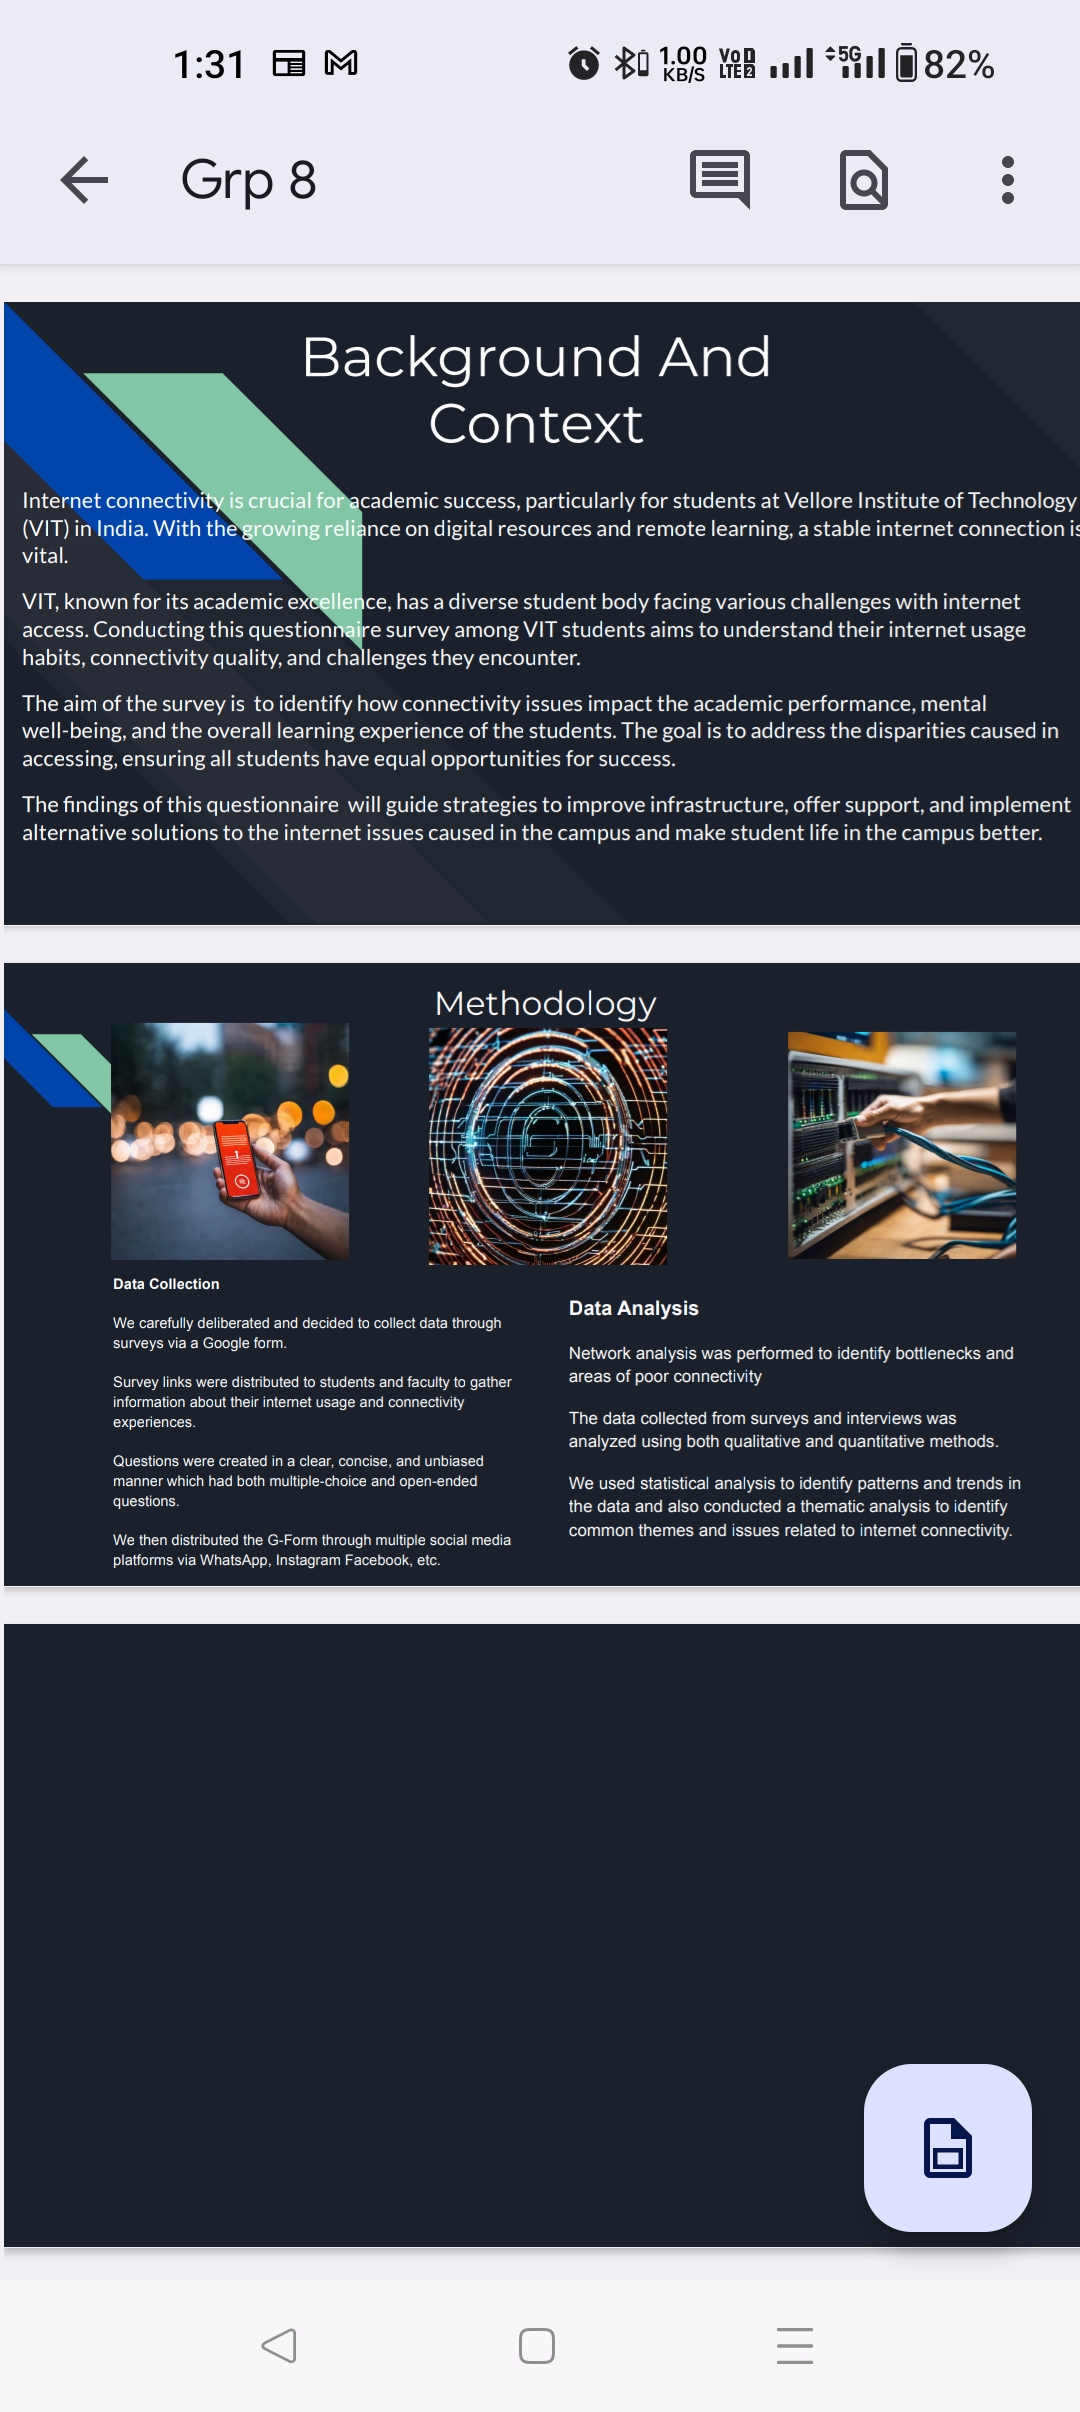 1:31
1.00
KB/S
Vo 1
LTE 2
5G
82%
Grp 8
Background And
Context
Internet connectivity is crucial for academic success, particularly for students at Vellore Institute of Technology
(VIT) in India. With the growing reliance on digital resources and remote learning, a stable internet connection is
vital.
VIT, known for its academic excellence, has a diverse student body facing various challenges with internet
access. Conducting this questionnaire survey among VIT students aims to understand their internet usage
habits, connectivity quality, and challenges they encounter.
The aim of the survey is to identify how connectivity issues impact the academic performance, mental
well-being, and the overall learning experience of the students. The goal is to address the disparities caused in
accessing, ensuring all students have equal opportunities for success.
The findings of this questionnaire will guide strategies to improve infrastructure, offer support, and implement
alternative solutions to the internet issues caused in the campus and make student life in the campus better.
Methodology
Data Collection
We carefully deliberated and decided to collect data through
surveys via a Google form.
Survey links were distributed to students and faculty to gather
information about their internet usage and connectivity
experiences.
Questions were created in a clear, concise, and unbiased
manner which had both multiple-choice and open-ended
questions.
We then distributed the G-Form through multiple social media
platforms via WhatsApp, Instagram Facebook, etc.
Data Analysis
Network analysis was performed to identify bottlenecks and
areas of poor connectivity
The data collected from surveys and interviews was
analyzed using both qualitative and quantitative methods.
We used statistical analysis to identify patterns and trends in
the data and also conducted a thematic analysis to identify
common themes and issues related to internet connectivity.